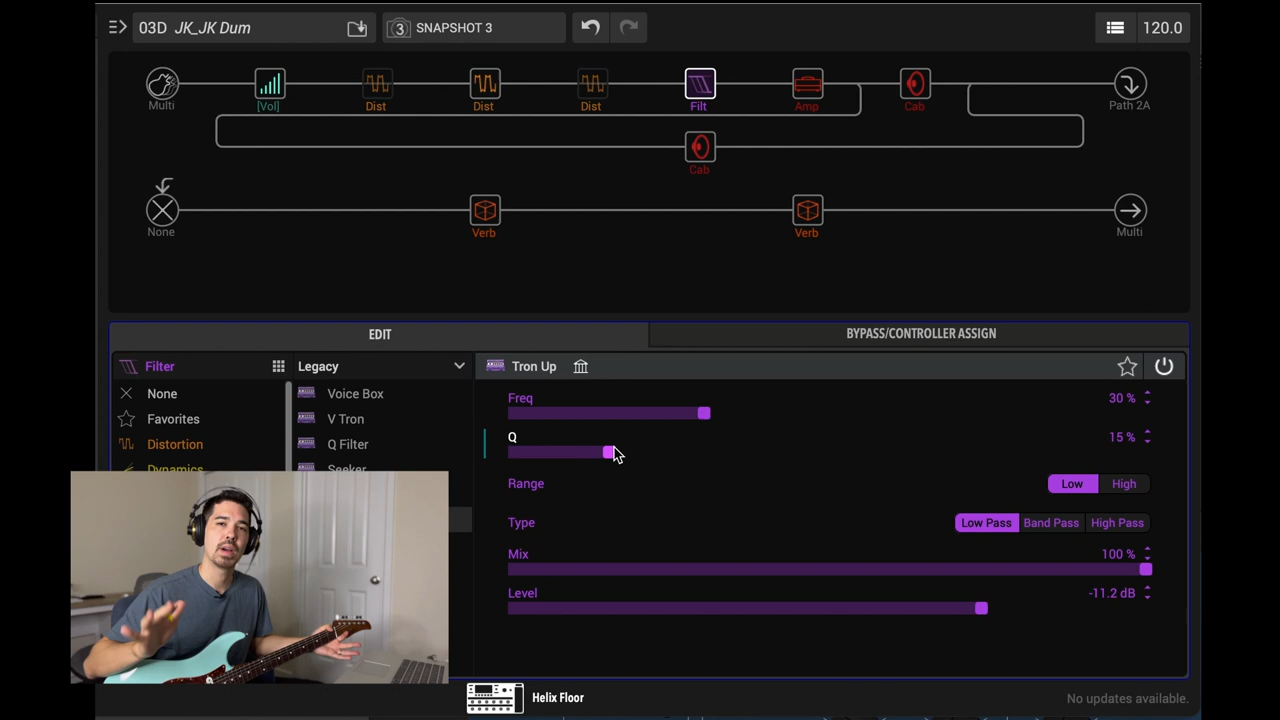 03D JK_JK Dum 3 SNAPSHOT 3 120.0
Multi [Vol] Dist Dist Dist Filt Amp Cab Path 2A
Cab
None Verb Verb Multi
EDIT BYPASS/CONTROLLER ASSIGN
Filter Legacy Tron Up
None Voice Box Freq 30 %
Favorites V Tron Q 15 %
Distortion Q Filter
Dynamics Seeker
Range Low High
Type Low Pass Band Pass High Pass
Mix 100 %
Level -11.2 dB
Helix Floor No updates available.